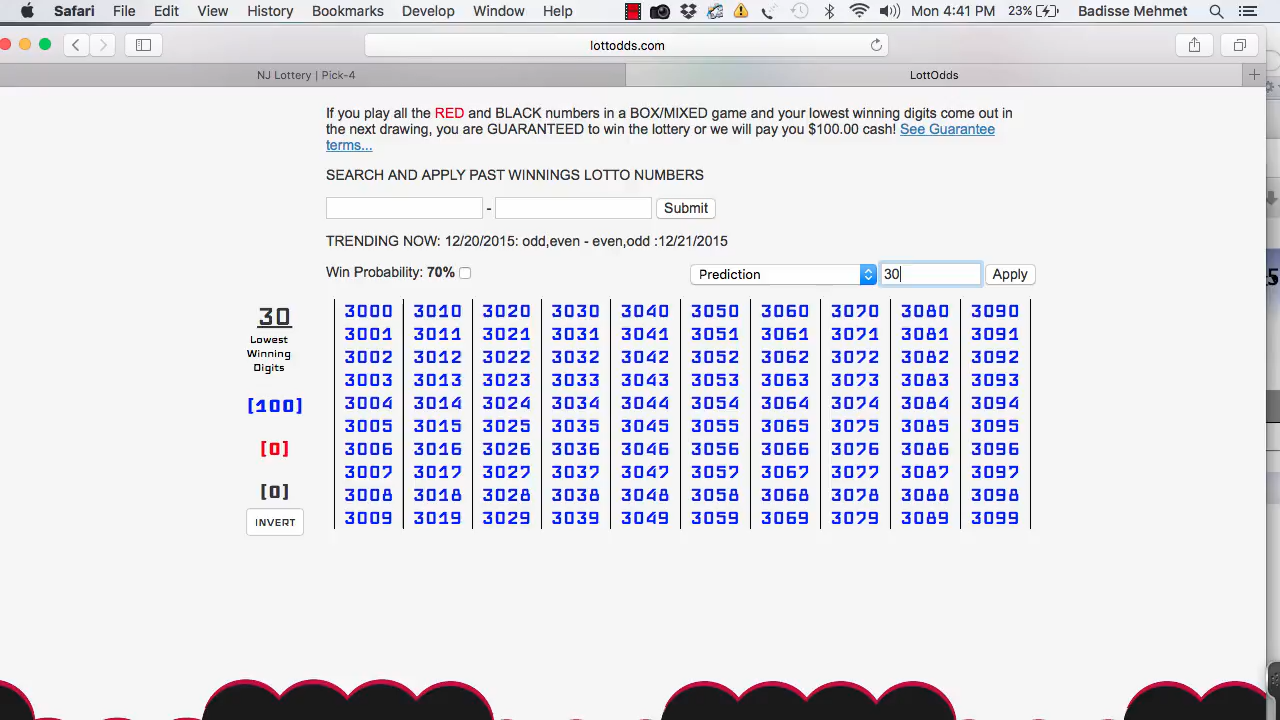 Safari File Edit View History Bookmarks Develop Window Help Mon 4:41 PM 23% Badisse Mehmet
lottodds.com
NJ Lottery | Pick-4 LottOdds
If you play all the RED and BLACK numbers in a BOX/MIXED game and your lowest winning digits come out in
the next drawing, you are GUARANTEED to win the lottery or we will pay you $100.00 cash! See Guarantee
terms...
SEARCH AND APPLY PAST WINNINGS LOTTO NUMBERS
- Submit
TRENDING NOW: 12/20/2015: odd,even - even,odd :12/21/2015
Win Probability: 70% Prediction 30 Apply
30
Lowest
Winning
Digits
[100]
[0]
[0]
INVERT
3000 3010 3020 3030 3040 3050 3060 3070 3080 3090
3001 3011 3021 3031 3041 3051 3061 3071 3081 3091
3002 3012 3022 3032 3042 3052 3062 3072 3082 3092
3003 3013 3023 3033 3043 3053 3063 3073 3083 3093
3004 3014 3024 3034 3044 3054 3064 3074 3084 3094
3005 3015 3025 3035 3045 3055 3065 3075 3085 3095
3006 3016 3026 3036 3046 3056 3066 3076 3086 3096
3007 3017 3027 3037 3047 3057 3067 3077 3087 3097
3008 3018 3028 3038 3048 3058 3068 3078 3088 3098
3009 3019 3029 3039 3049 3059 3069 3079 3089 3099